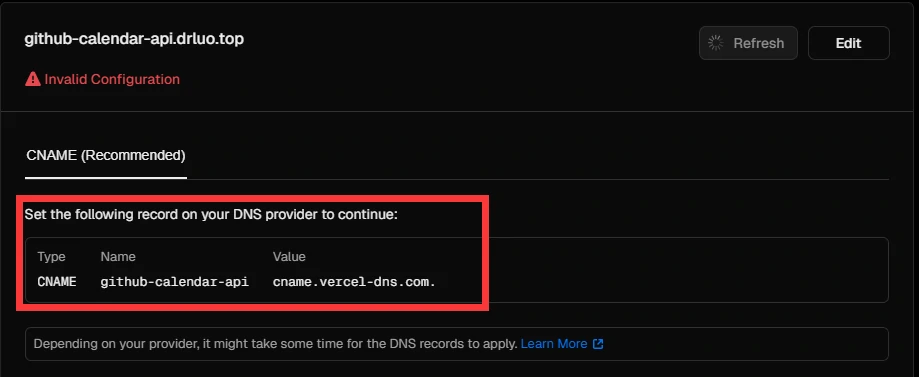 github-calendar-api.drluo.top
Refresh
Edit
Invalid Configuration
CNAME (Recommended)
Set the following record on your DNS provider to continue:
Type Name Value
CNAME github-calendar-api cname.vercel-dns.com.
Depending on your provider, it might take some time for the DNS records to apply. Learn More